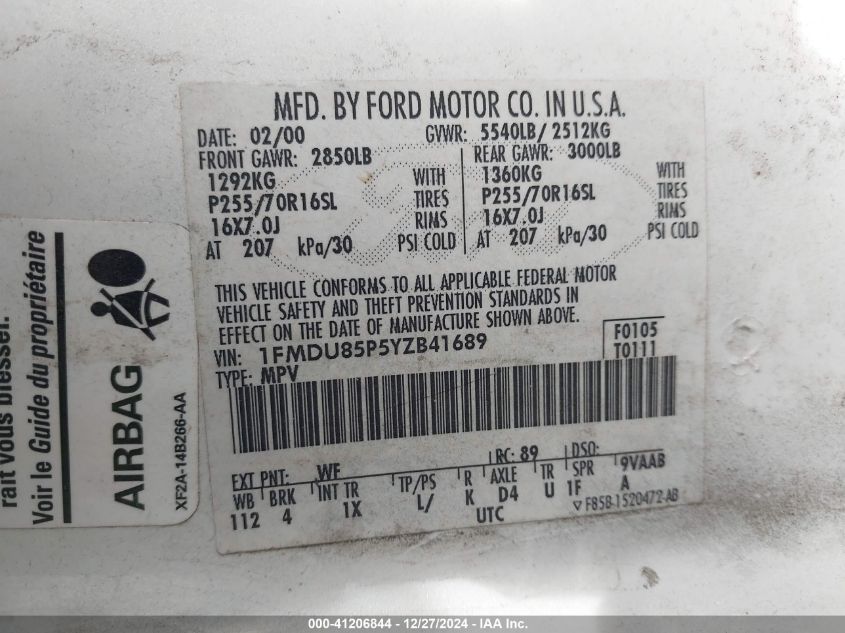 MFD. BY FORD MOTOR CO. IN U.S.A.
DATE: 02/00 GVWR: 5540LB/ 2512KG
FRONT GAWR: 2850LB REAR GAWR: 3000LB
1292KG WITH 1360KG WITH
P255/70R16SL TIRES P255/70R16SL TIRES
16X7.0J RIMS 16X7.0J RIMS
AT 207 kPa/30 PSI COLD AT 207 kPa/30 PSI COLD
THIS VEHICLE CONFORMS TO ALL APPLICABLE FEDERAL MOTOR
VEHICLE SAFETY AND THEFT PREVENTION STANDARDS IN
EFFECT ON THE DATE OF MANUFACTURE SHOWN ABOVE.
VIN: 1FMDU85P5YZB41689 F0105
TYPE: MPV T0111
EXT PNT: WF RC: 89 DSO:
WB BRK INT TR TP/PS R AXLE TR SPR 9VAAB
112 4 1X L/ K D4 U 1F A
UTC ▽ F85B-1520472-AB
rait vous blesser.
Voir le Guide du propriétaire
AIRBAG
XF2A-14B266-AA
000-41206844 - 12/27/2024 - IAA Inc.